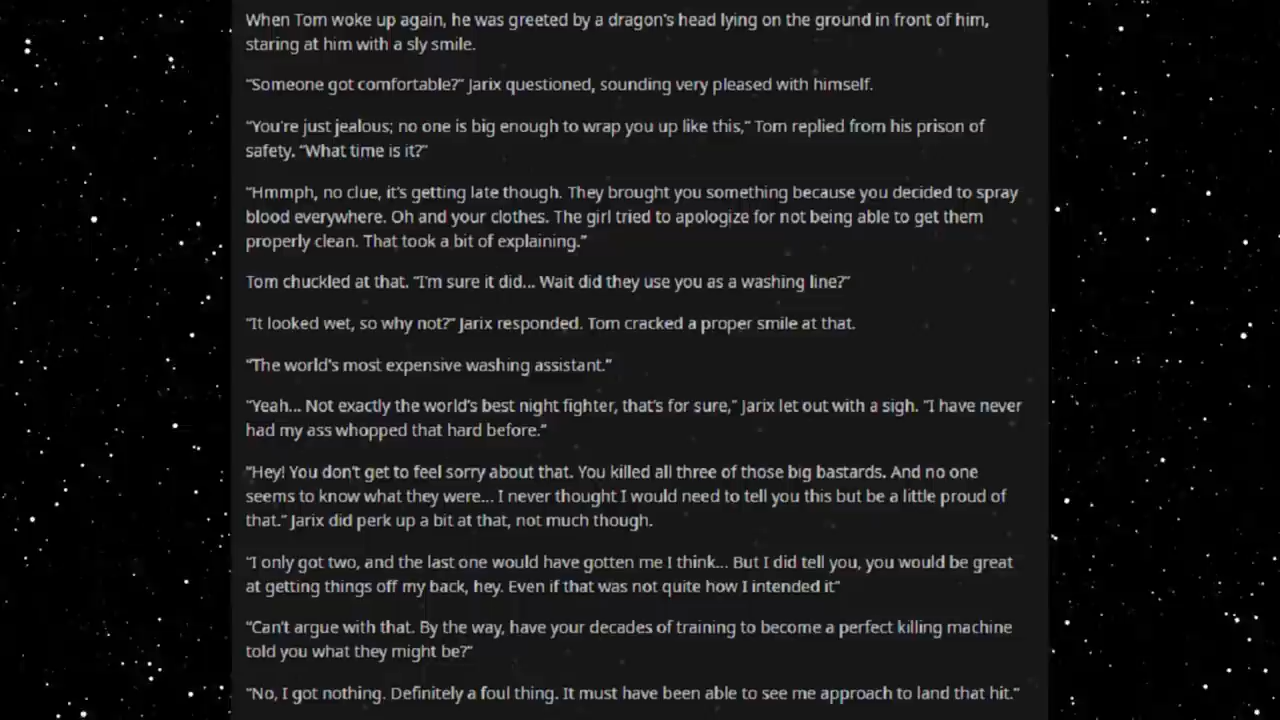 When Tom woke up again, he was greeted by a dragon's head lying on the ground in front of him,
staring at him with a sly smile.
"Someone got comfortable?" Jarix questioned, sounding very pleased with himself.
"You're just jealous; no one is big enough to wrap you up like this," Tom replied from his prison of
safety. "What time is it?"
"Hmmph, no clue, it's getting late though. They brought you something because you decided to spray
blood everywhere. Oh and your clothes. The girl tried to apologize for not being able to get them
properly clean. That took a bit of explaining."
Tom chuckled at that. "I'm sure it did... Wait did they use you as a washing line?"
"It looked wet, so why not?" Jarix responded. Tom cracked a proper smile at that.
"The world's most expensive washing assistant."
"Yeah... Not exactly the world's best night fighter, that's for sure," Jarix let out with a sigh. "I have never
had my ass whopped that hard before."
"Hey! You don't get to feel sorry about that. You killed all three of those big bastards. And no one
seems to know what they were... I never thought I would need to tell you this but be a little proud of
that." Jarix did perk up a bit at that, not much though.
"I only got two, and the last one would have gotten me I think... But I did tell you, you would be great
at getting things off my back, hey. Even if that was not quite how I intended it"
"Can't argue with that. By the way, have your decades of training to become a perfect killing machine
told you what they might be?"
"No, I got nothing. Definitely a foul thing. It must have been able to see me approach to land that hit."